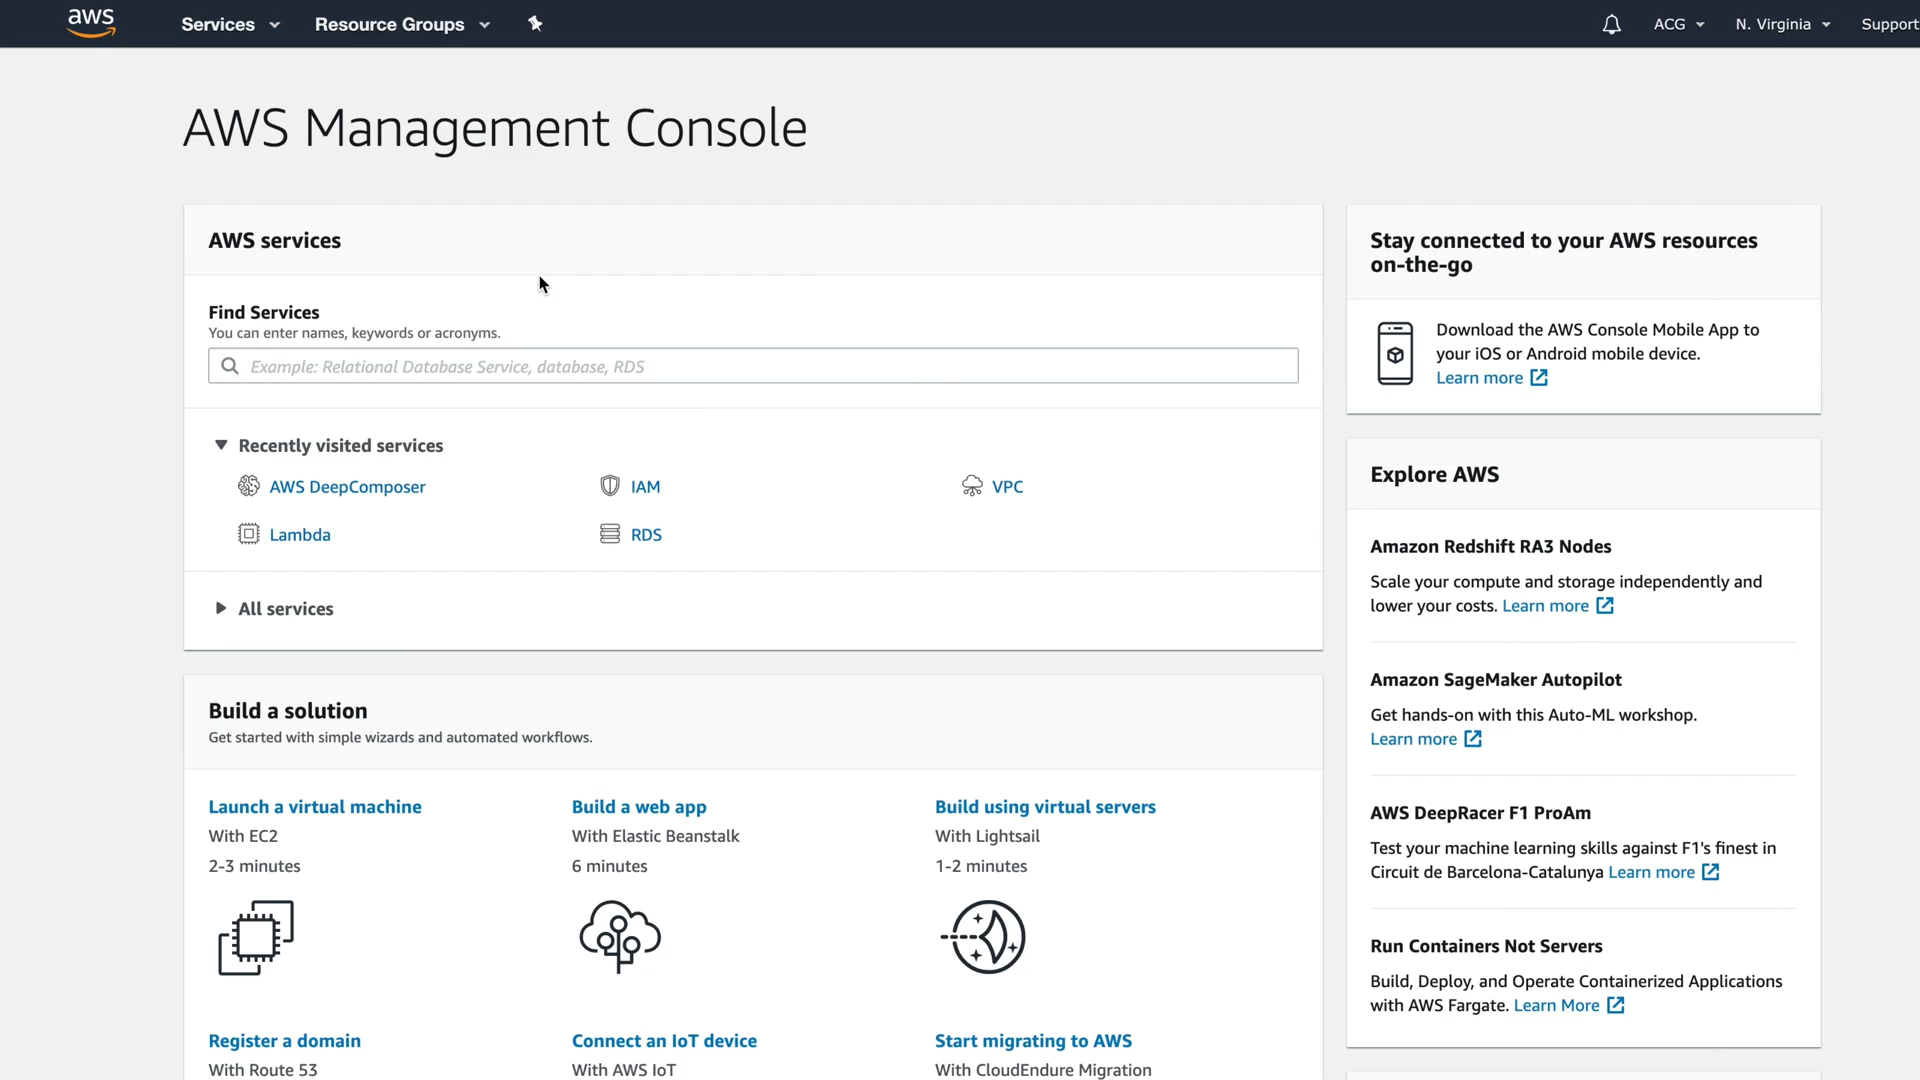 aws
Services
Resource Groups
ACG
N. Virginia
Support
AWS Management Console
AWS services
Find Services
You can enter names, keywords or acronyms.
Example: Relational Database Service, database, RDS
Recently visited services
AWS DeepComposer
IAM
VPC
Lambda
RDS
All services
Build a solution
Get started with simple wizards and automated workflows.
Launch a virtual machine
With EC2
2-3 minutes
Build a web app
With Elastic Beanstalk
6 minutes
Build using virtual servers
With Lightsail
1-2 minutes
Register a domain
With Route 53
Connect an IoT device
With AWS IoT
Start migrating to AWS
With CloudEndure Migration
Stay connected to your AWS resources
on-the-go
Download the AWS Console Mobile App to
your iOS or Android mobile device.
Learn more
Explore AWS
Amazon Redshift RA3 Nodes
Scale your compute and storage independently and
lower your costs. Learn more
Amazon SageMaker Autopilot
Get hands-on with this Auto-ML workshop.
Learn more
AWS DeepRacer F1 ProAm
Test your machine learning skills against F1's finest in
Circuit de Barcelona-Catalunya Learn more
Run Containers Not Servers
Build, Deploy, and Operate Containerized Applications
with AWS Fargate. Learn More